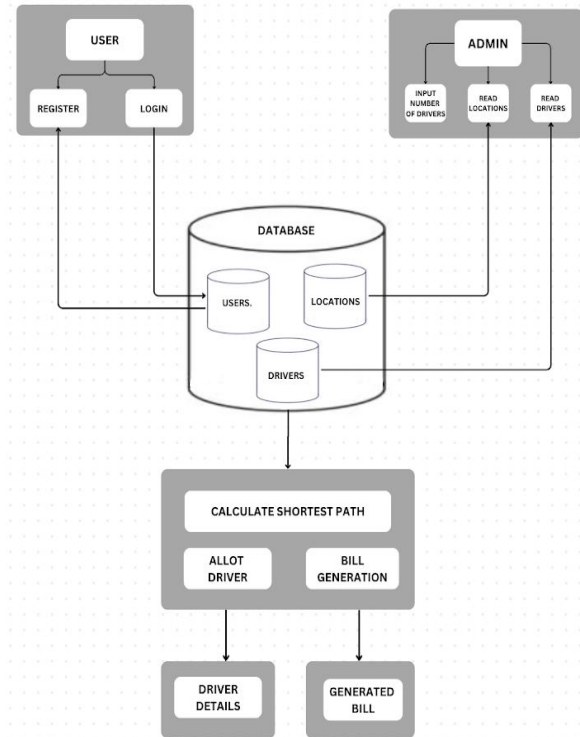 USER
REGISTER
LOGIN
ADMIN
INPUT
NUMBER
OF DRIVERS
READ
LOCATIONS
READ
DRIVERS
DATABASE
USERS.
LOCATIONS
DRIVERS
CALCULATE SHORTEST PATH
ALLOT
DRIVER
BILL
GENERATION
DRIVER
DETAILS
GENERATED
BILL